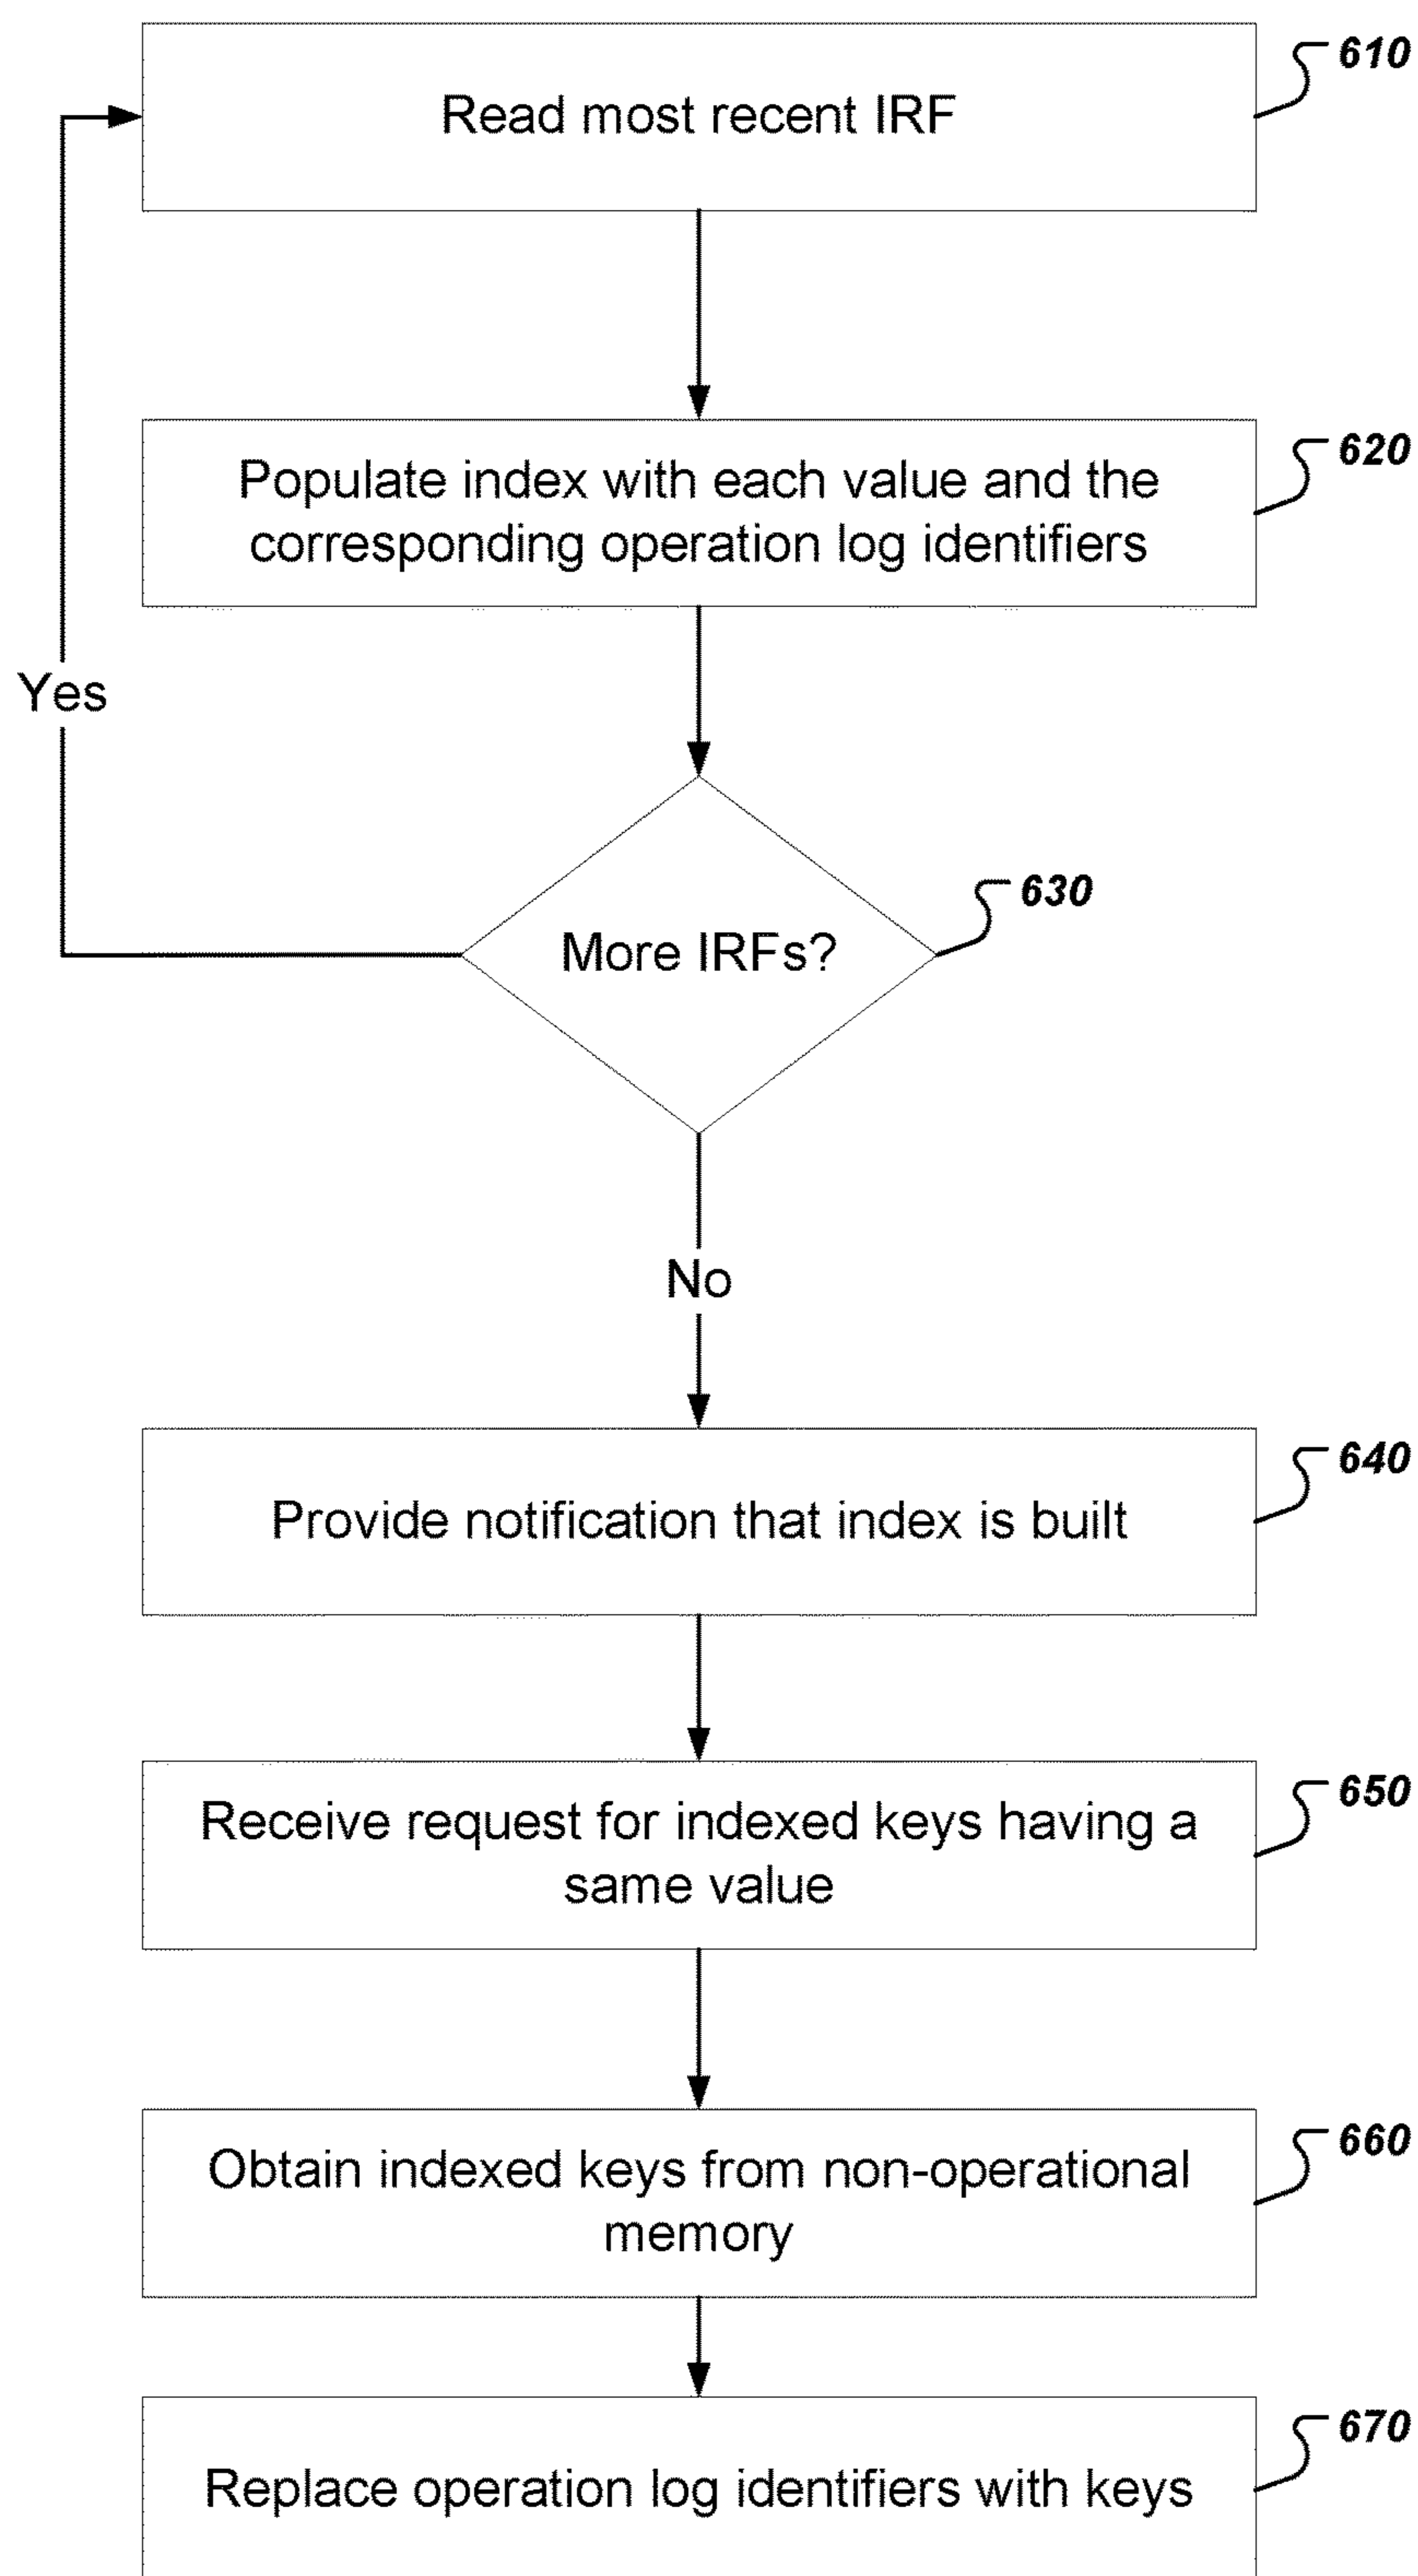 610
Read most recent IRF
620
Populate index with each value and the
corresponding operation log identifiers
Yes
630
More IRFs?
No
640
Provide notification that index is built
650
Receive request for indexed keys having a
same value
660
Obtain indexed keys from non-operational
memory
670
Replace operation log identifiers with keys